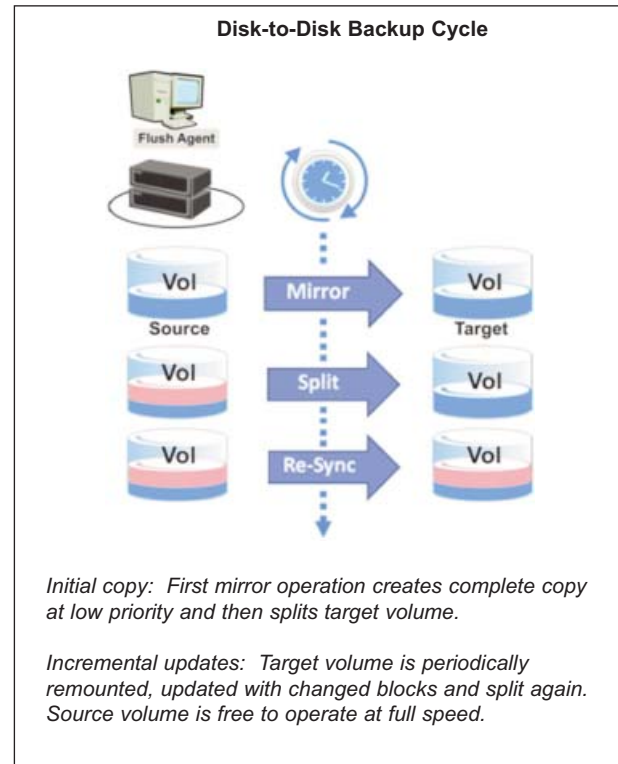 Disk-to-Disk Backup Cycle
Flush Agent
Vol
Mirror
Vol
Source
Target
Vol
Split
Vol
Vol
Re-Sync
Vol
Initial copy: First mirror operation creates complete copy
at low priority and then splits target volume.
Incremental updates: Target volume is periodically
remounted, updated with changed blocks and split again.
Source volume is free to operate at full speed.